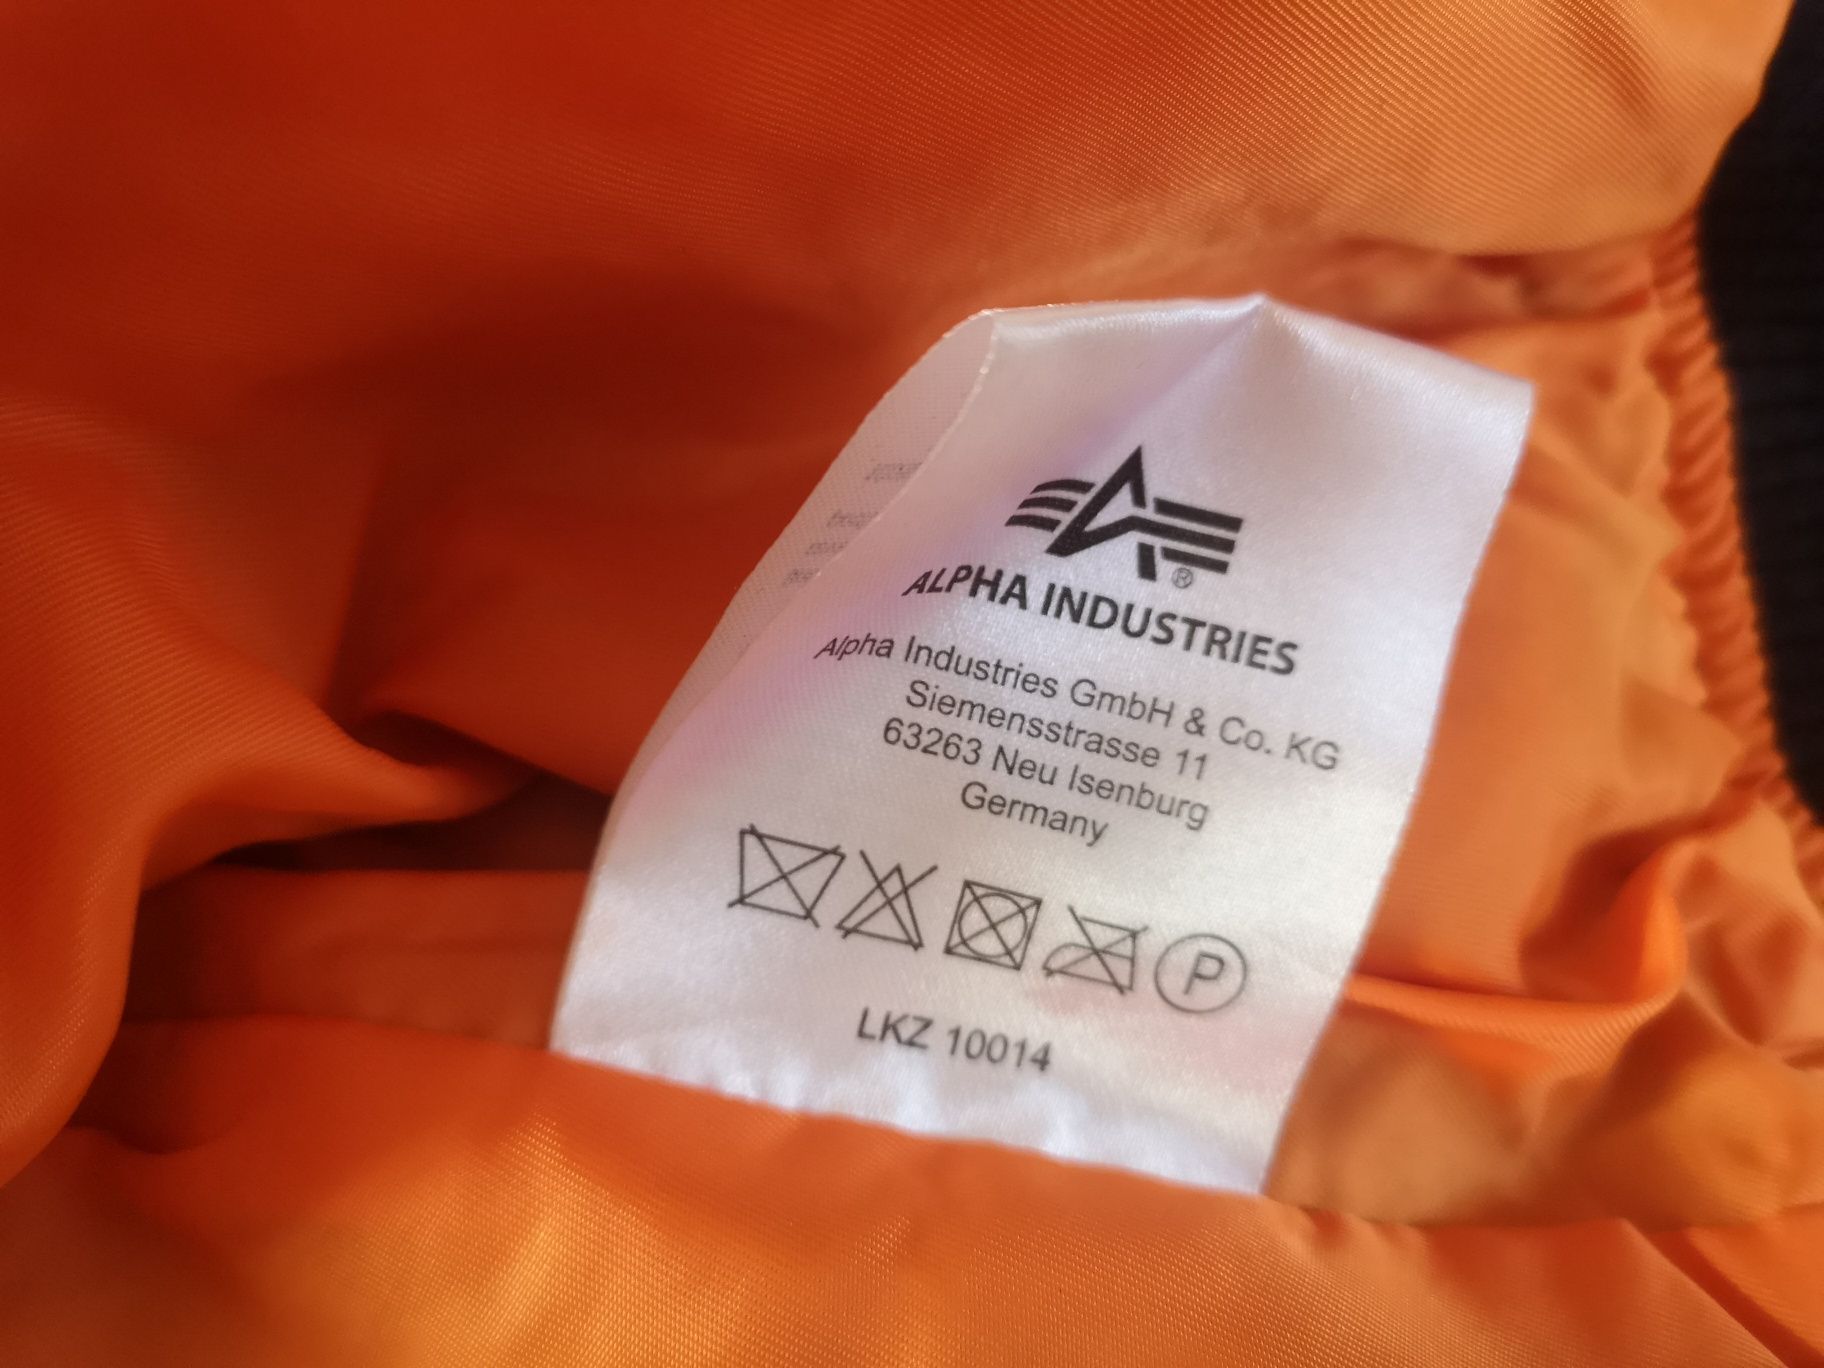 ®
ALPHA INDUSTRIES
Alpha Industries GmbH & Co. KG
Siemensstrasse 11
63263 Neu Isenburg
Germany
P
LKZ 10014